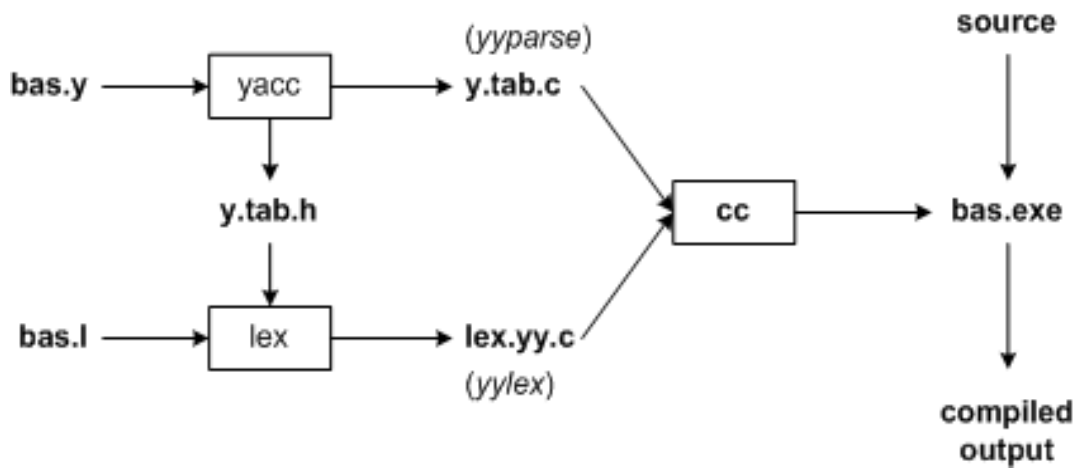 source
(yyparse)
bas.y
yacc
y.tab.c
y.tab.h
cc
bas.exe
bas.l
lex
lex.yy.c
(yylex)
compiled
output